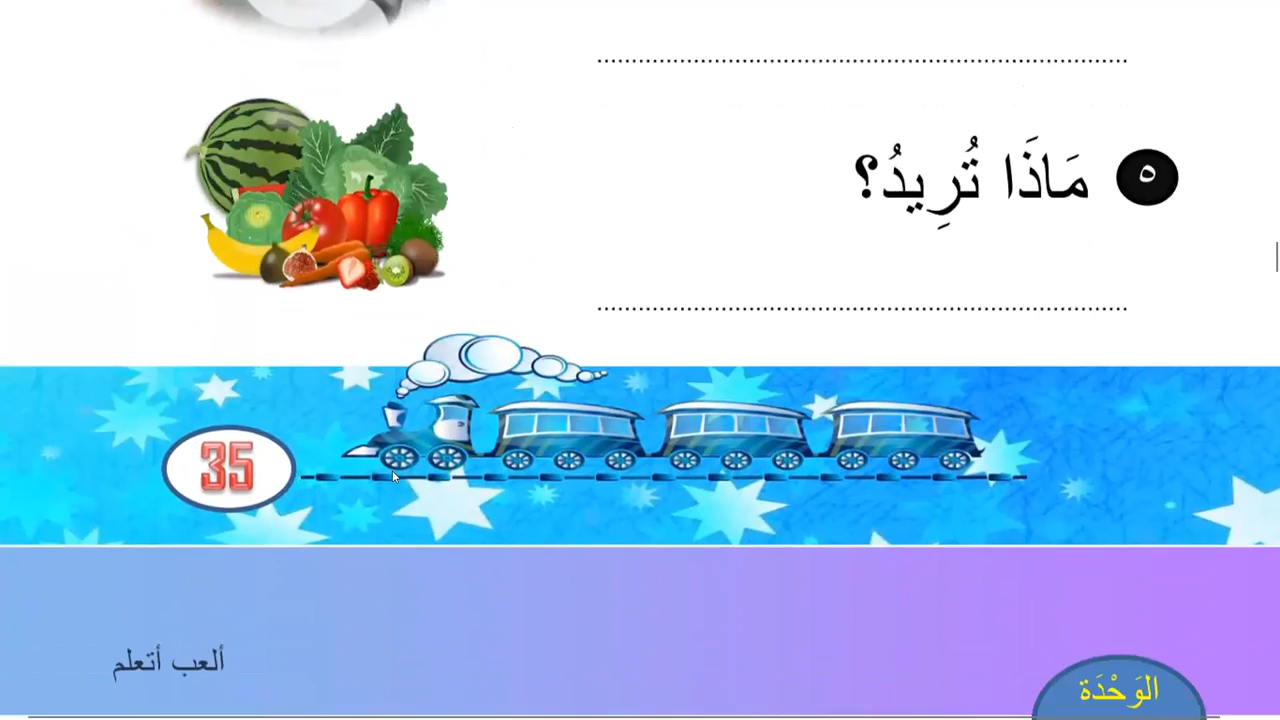 ٥ مَاذَا تُرِيدُ؟
35
ألعب أتعلم
الوَحْدَة